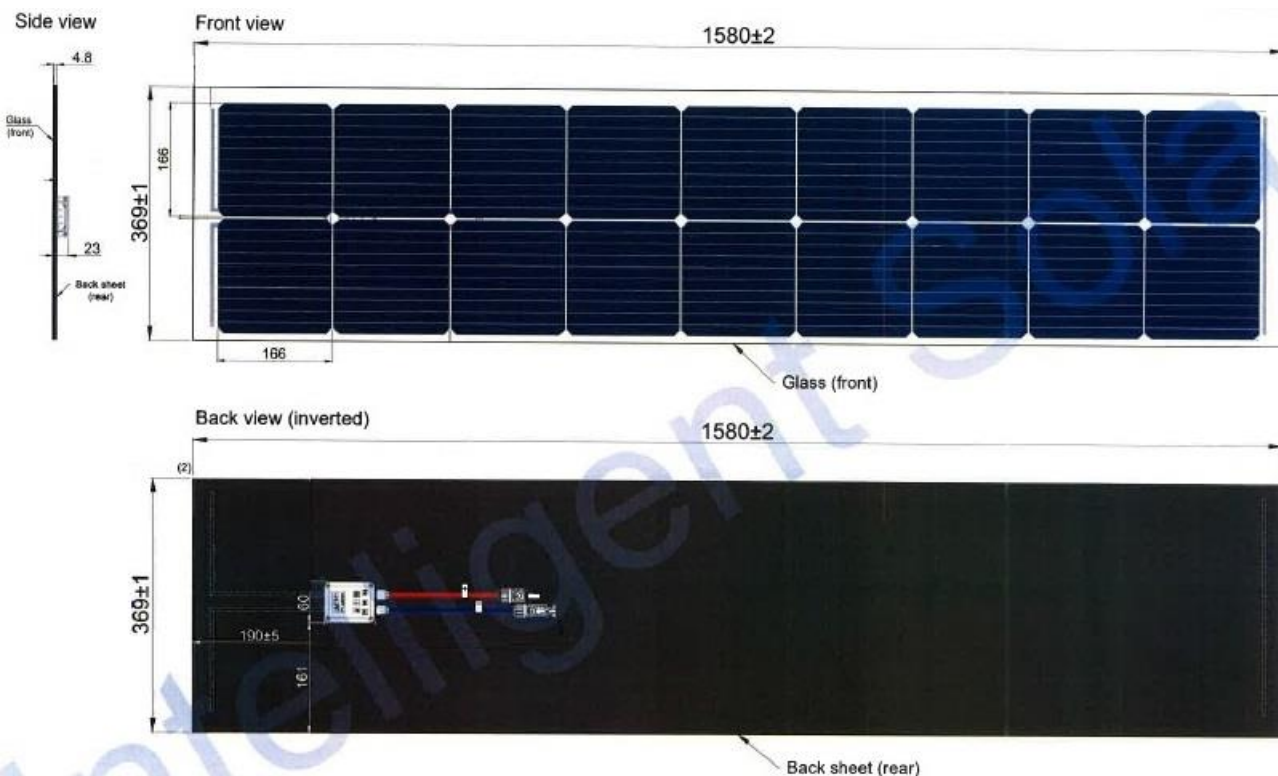 Side view
4.8
Glass
(front)
23
Back sheet
(rear)
Front view
1580±2
369±1
166
166
Glass (front)
Back view (inverted)
1580±2
(2)
369±1
60
190±5
161
Back sheet (rear)
Intelligent Sola